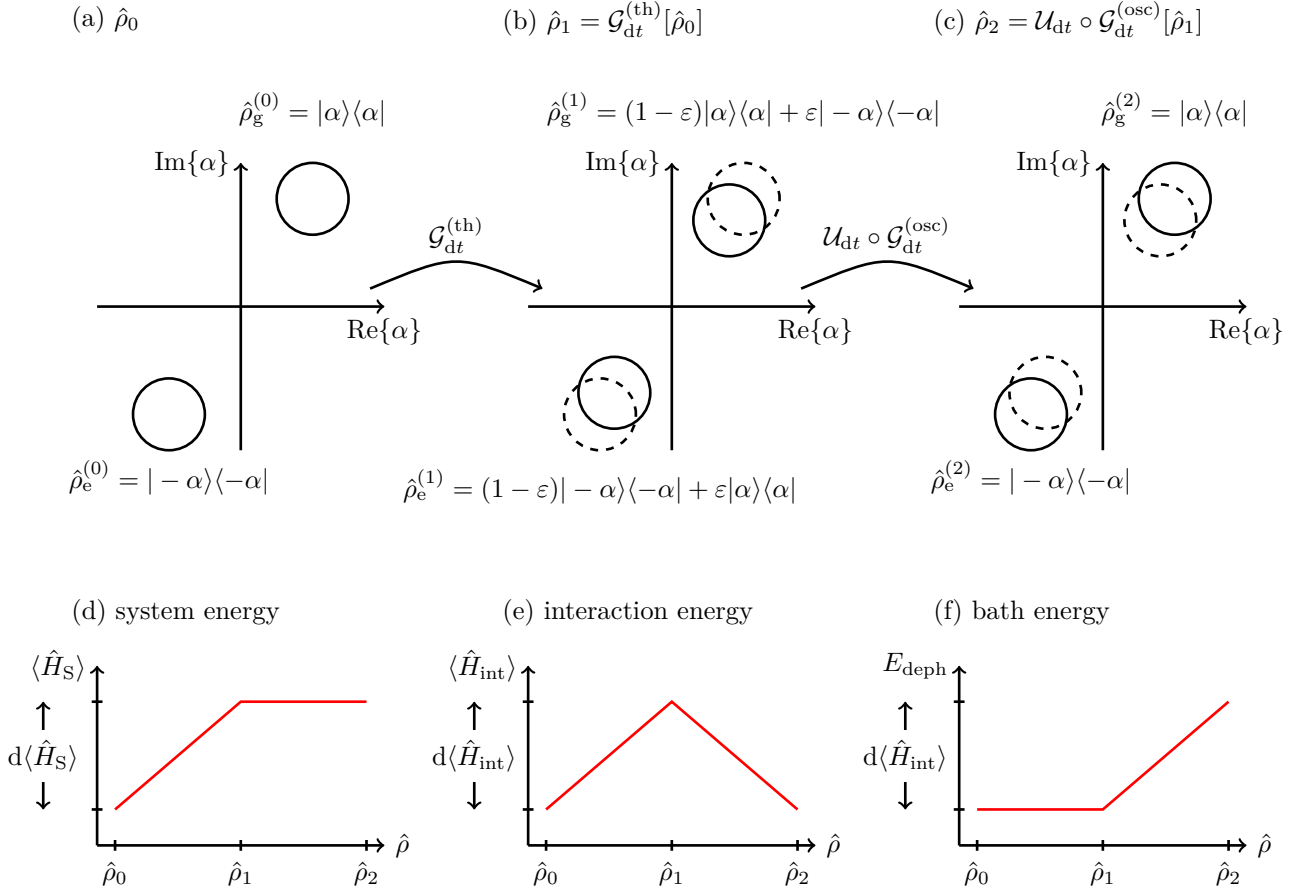 (a) ρ̂₀
(b) ρ̂₁ = 𝒢_dt^(th)[ρ̂₀]
(c) ρ̂₂ = 𝒰_dt ∘ 𝒢_dt^(osc)[ρ̂₁]
ρ̂_g^(0) = |α⟩⟨α|
ρ̂_g^(1) = (1 − ε)|α⟩⟨α| + ε| − α⟩⟨−α|
ρ̂_g^(2) = |α⟩⟨α|
Im{α}
Im{α}
Im{α}
𝒢_dt^(th)
𝒰_dt ∘ 𝒢_dt^(osc)
Re{α}
Re{α}
Re{α}
ρ̂_e^(0) = | − α⟩⟨−α|
ρ̂_e^(1) = (1 − ε)| − α⟩⟨−α| + ε|α⟩⟨α|
ρ̂_e^(2) = | − α⟩⟨−α|
(d) system energy
(e) interaction energy
(f) bath energy
⟨Ĥ_S⟩
⟨Ĥ_int⟩
E_deph
d⟨Ĥ_S⟩
d⟨Ĥ_int⟩
d⟨Ĥ_int⟩
ρ̂
ρ̂
ρ̂
ρ̂₀ ρ̂₁ ρ̂₂
ρ̂₀ ρ̂₁ ρ̂₂
ρ̂₀ ρ̂₁ ρ̂₂